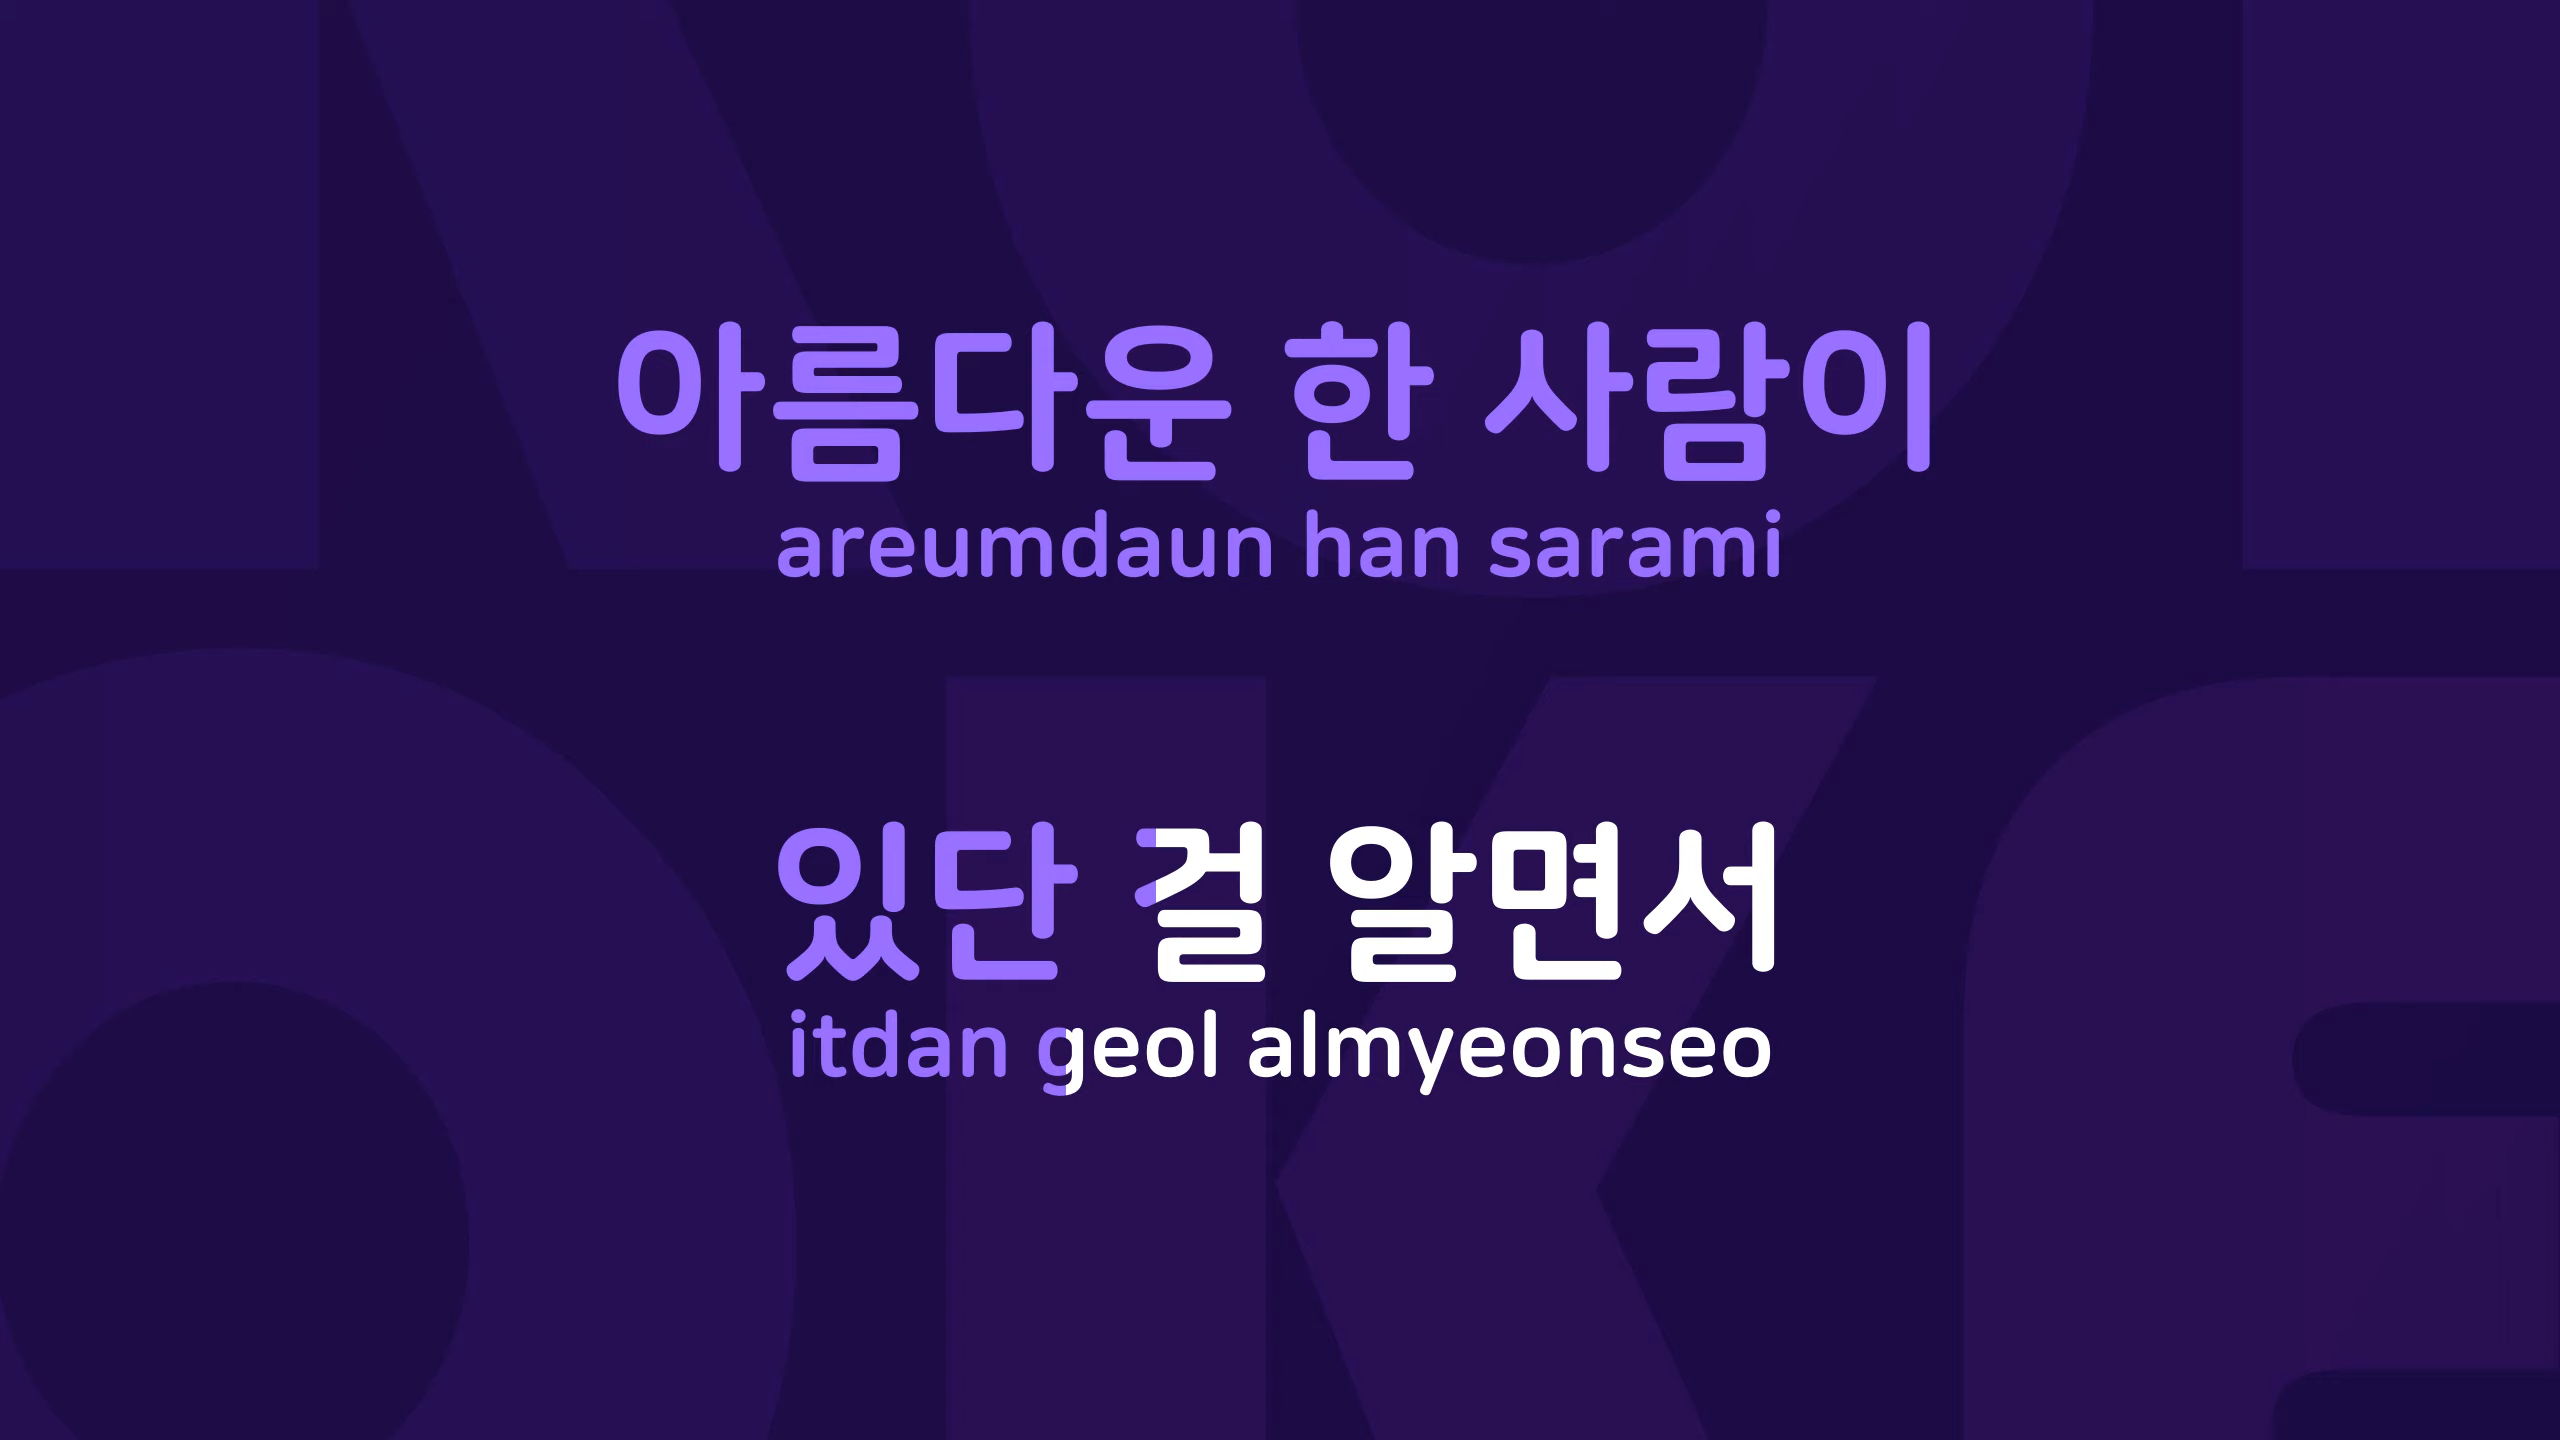 아름다운 한 사람이
areumdaun han sarami
있단 걸 알면서
itdan geol almyeonseo